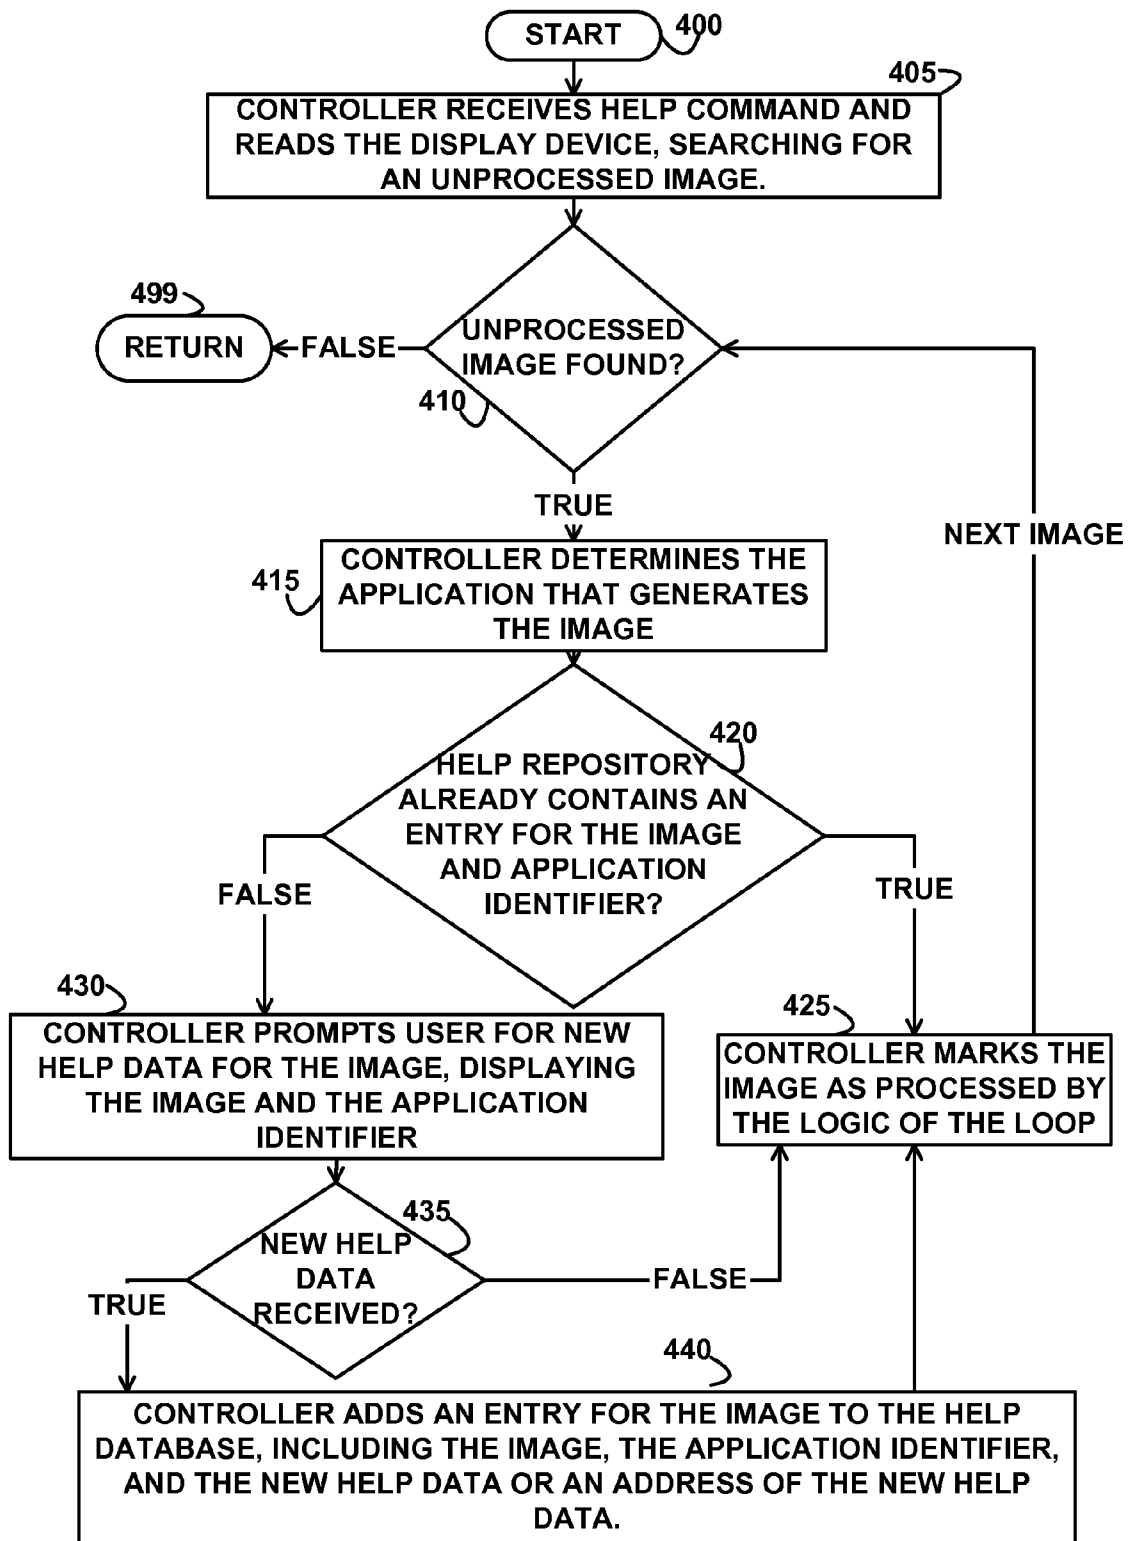 START
400
405
CONTROLLER RECEIVES HELP COMMAND AND
READS THE DISPLAY DEVICE, SEARCHING FOR
AN UNPROCESSED IMAGE.
499
RETURN
FALSE
UNPROCESSED
IMAGE FOUND?
410
TRUE
NEXT IMAGE
415
CONTROLLER DETERMINES THE
APPLICATION THAT GENERATES
THE IMAGE
420
HELP REPOSITORY
ALREADY CONTAINS AN
ENTRY FOR THE IMAGE
AND APPLICATION
IDENTIFIER?
FALSE
TRUE
430
CONTROLLER PROMPTS USER FOR NEW
HELP DATA FOR THE IMAGE, DISPLAYING
THE IMAGE AND THE APPLICATION
IDENTIFIER
425
CONTROLLER MARKS THE
IMAGE AS PROCESSED BY
THE LOGIC OF THE LOOP
435
NEW HELP
DATA
RECEIVED?
FALSE
TRUE
440
CONTROLLER ADDS AN ENTRY FOR THE IMAGE TO THE HELP
DATABASE, INCLUDING THE IMAGE, THE APPLICATION IDENTIFIER,
AND THE NEW HELP DATA OR AN ADDRESS OF THE NEW HELP
DATA.